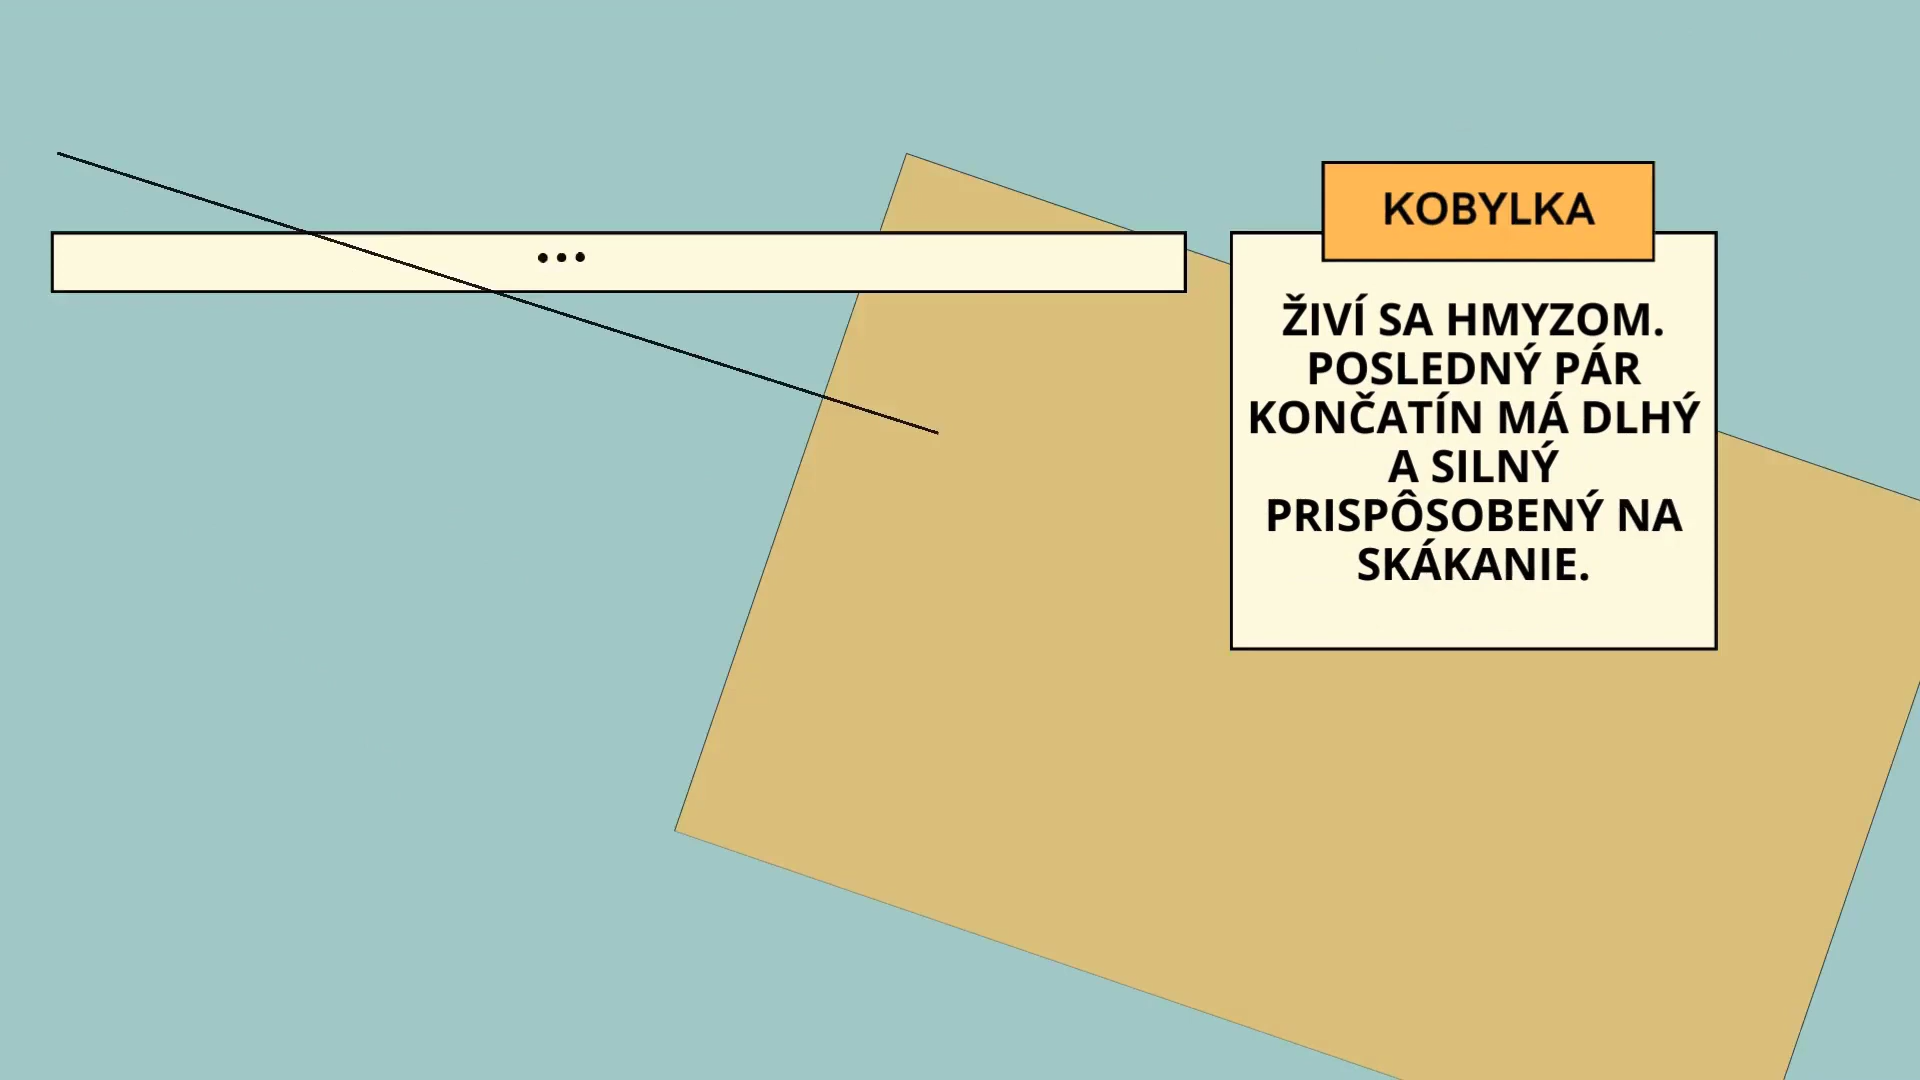 KOBYLKA
...
ŽIVÍ SA HMYZOM.
POSLEDNÝ PÁR
KONČATÍN MÁ DLHÝ
A SILNÝ
PRISPÔSOBENÝ NA
SKÁKANIE.